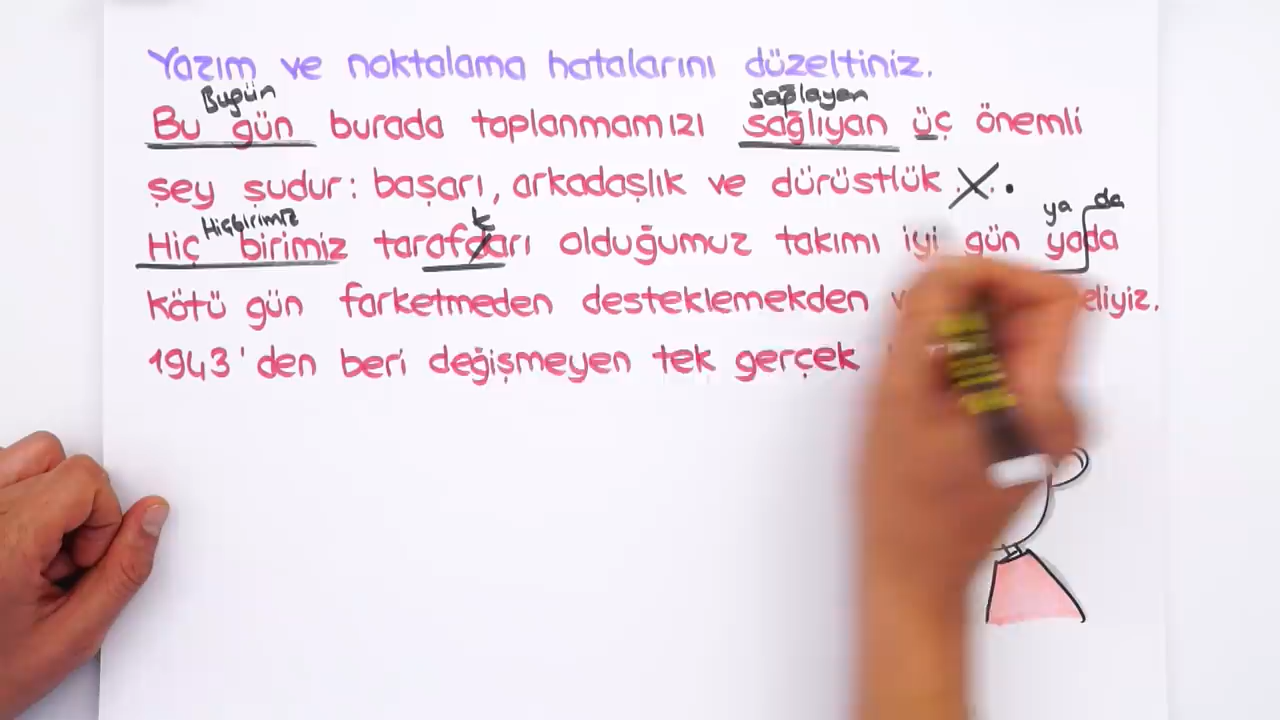 Yazım ve noktalama hatalarını düzeltiniz.
Bugün sağlayan
Bu gün burada toplanmamızı sağlıyan üç önemli
şey şudur: başarı, arkadaşlık ve dürüstlük .
Hiçbirimiz t ya da
Hiç birimiz tarafdarı olduğumuz takımı iyi gün yada
kötü gün farketmeden desteklemekden eliyiz.
1943'den beri değişmeyen tek gerçek